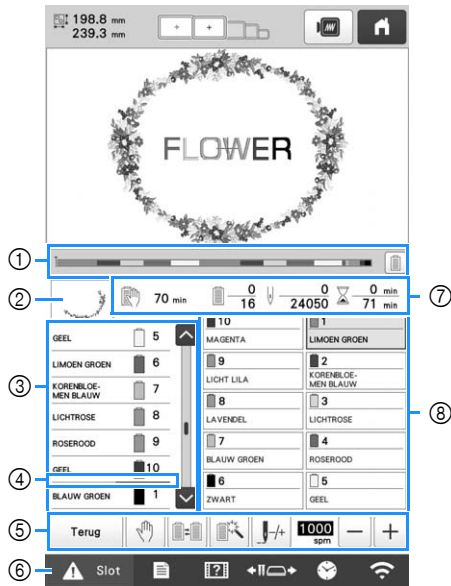 198.8 mm
239.3 mm
FLOWER
①
②
70 min
0
16
0
24050
0 min
71 min
⑦
③
GEEL 5
LIMOEN GROEN 6
KORENBLOE-
MEN BLAUW 7
LICHTROSE 8
ROSEROOD 9
GEEL 10
BLAUW GROEN 1
④
10
MAGENTA
1
LIMOEN GROEN
9
LICHT LILA
2
KORENBLOE-
MEN BLAUW
8
LAVENDEL
3
LICHTROSE
7
BLAUW GROEN
4
ROSEROOD
6
ZWART
5
GEEL
⑧
⑤
Terug
-/+
1000
spm
− +
⑥
Slot